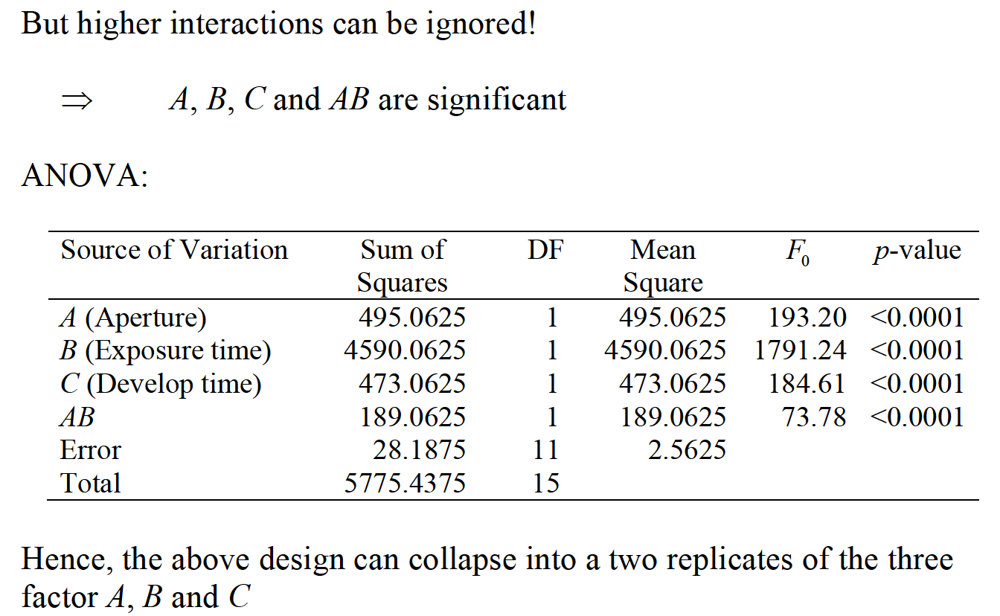 But higher interactions can be ignored!
⇒ A, B, C and AB are significant
ANOVA:
Source of Variation Sum of Squares DF Mean Square F₀ p-value
A (Aperture) 495.0625 1 495.0625 193.20 <0.0001
B (Exposure time) 4590.0625 1 4590.0625 1791.24 <0.0001
C (Develop time) 473.0625 1 473.0625 184.61 <0.0001
AB 189.0625 1 189.0625 73.78 <0.0001
Error 28.1875 11 2.5625
Total 5775.4375 15
Hence, the above design can collapse into a two replicates of the three
factor A, B and C